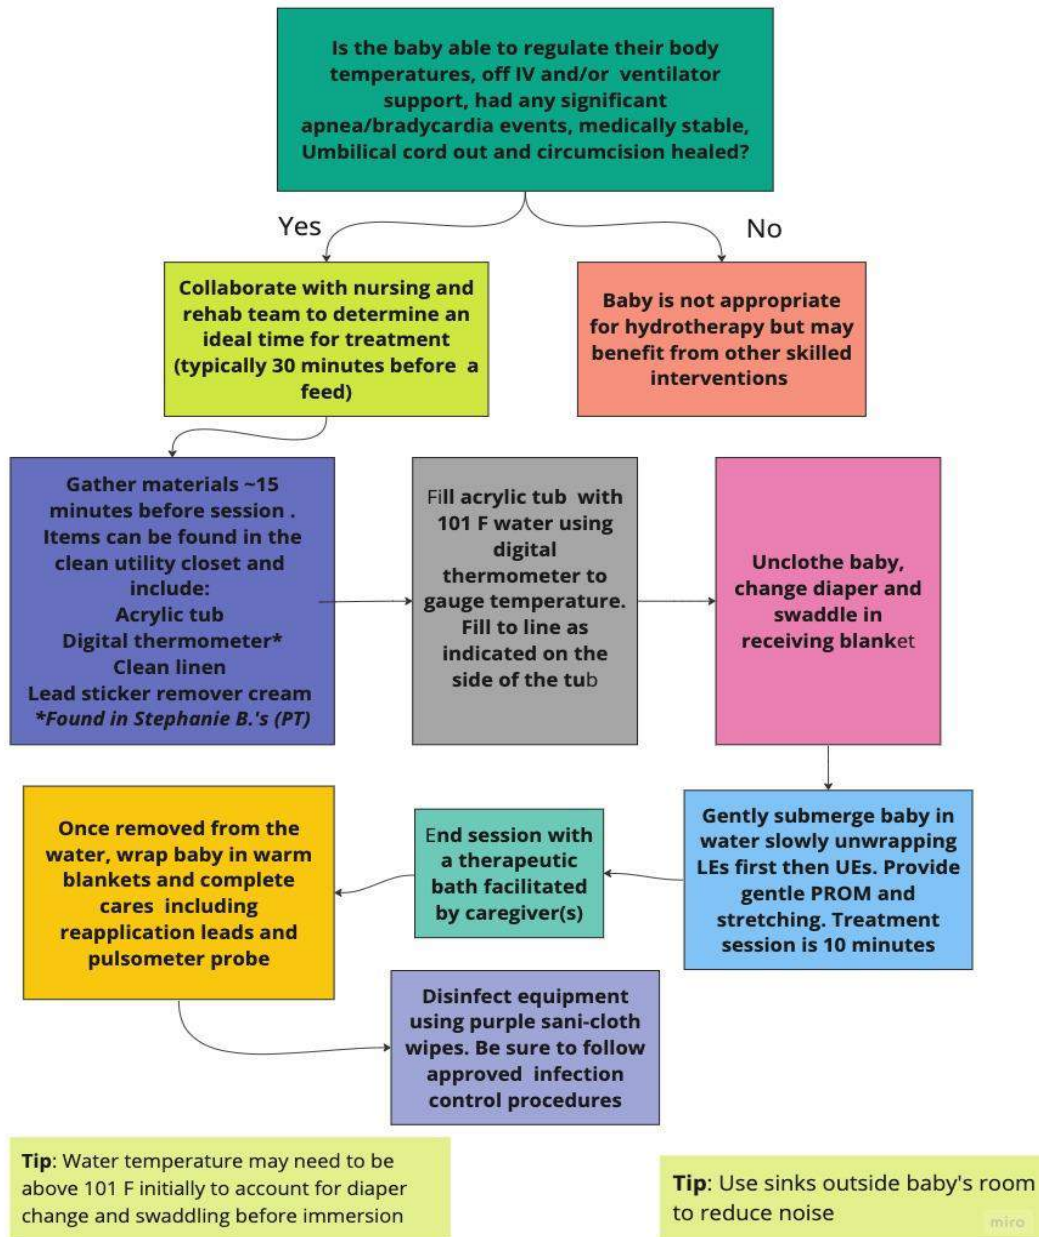 Is the baby able to regulate their body
temperatures, off IV and/or ventilator
support, had any significant
apnea/bradycardia events, medically stable,
Umbilical cord out and circumcision healed?
Yes
No
Collaborate with nursing and
rehab team to determine an
ideal time for treatment
(typically 30 minutes before a
feed)
Baby is not appropriate
for hydrotherapy but may
benefit from other skilled
interventions
Gather materials ~15
minutes before session .
Items can be found in the
clean utility closet and
include:
Acrylic tub
Digital thermometer*
Clean linen
Lead sticker remover cream
*Found in Stephanie B.'s (PT)
Fill acrylic tub with
101 F water using
digital
thermometer to
gauge temperature.
Fill to line as
indicated on the
side of the tub
Unclothe baby,
change diaper and
swaddle in
receiving blanket
Gently submerge baby in
water slowly unwrapping
LEs first then UEs. Provide
gentle PROM and
stretching. Treatment
session is 10 minutes
End session with
a therapeutic
bath facilitated
by caregiver(s)
Once removed from the
water, wrap baby in warm
blankets and complete
cares including
reapplication leads and
pulsometer probe
Disinfect equipment
using purple sani-cloth
wipes. Be sure to follow
approved infection
control procedures
Tip: Water temperature may need to be
above 101 F initially to account for diaper
change and swaddling before immersion
Tip: Use sinks outside baby's room
to reduce noise
miro